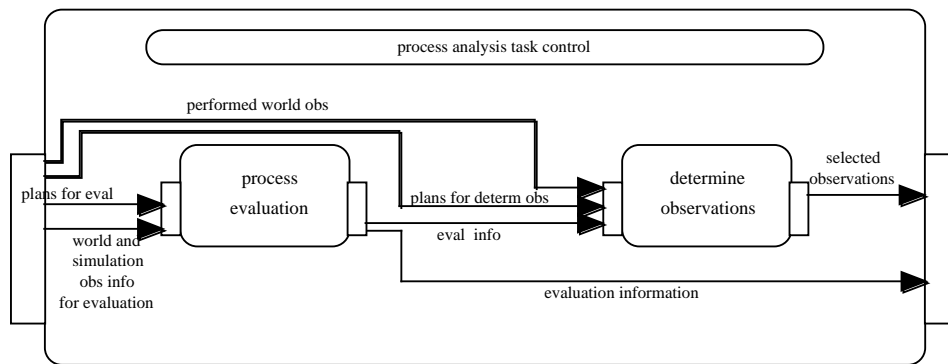 process analysis task control
performed world obs
plans for eval
process
evaluation
world and
simulation
obs info
for evaluation
plans for determ obs
eval info
determine
observations
selected
observations
evaluation information